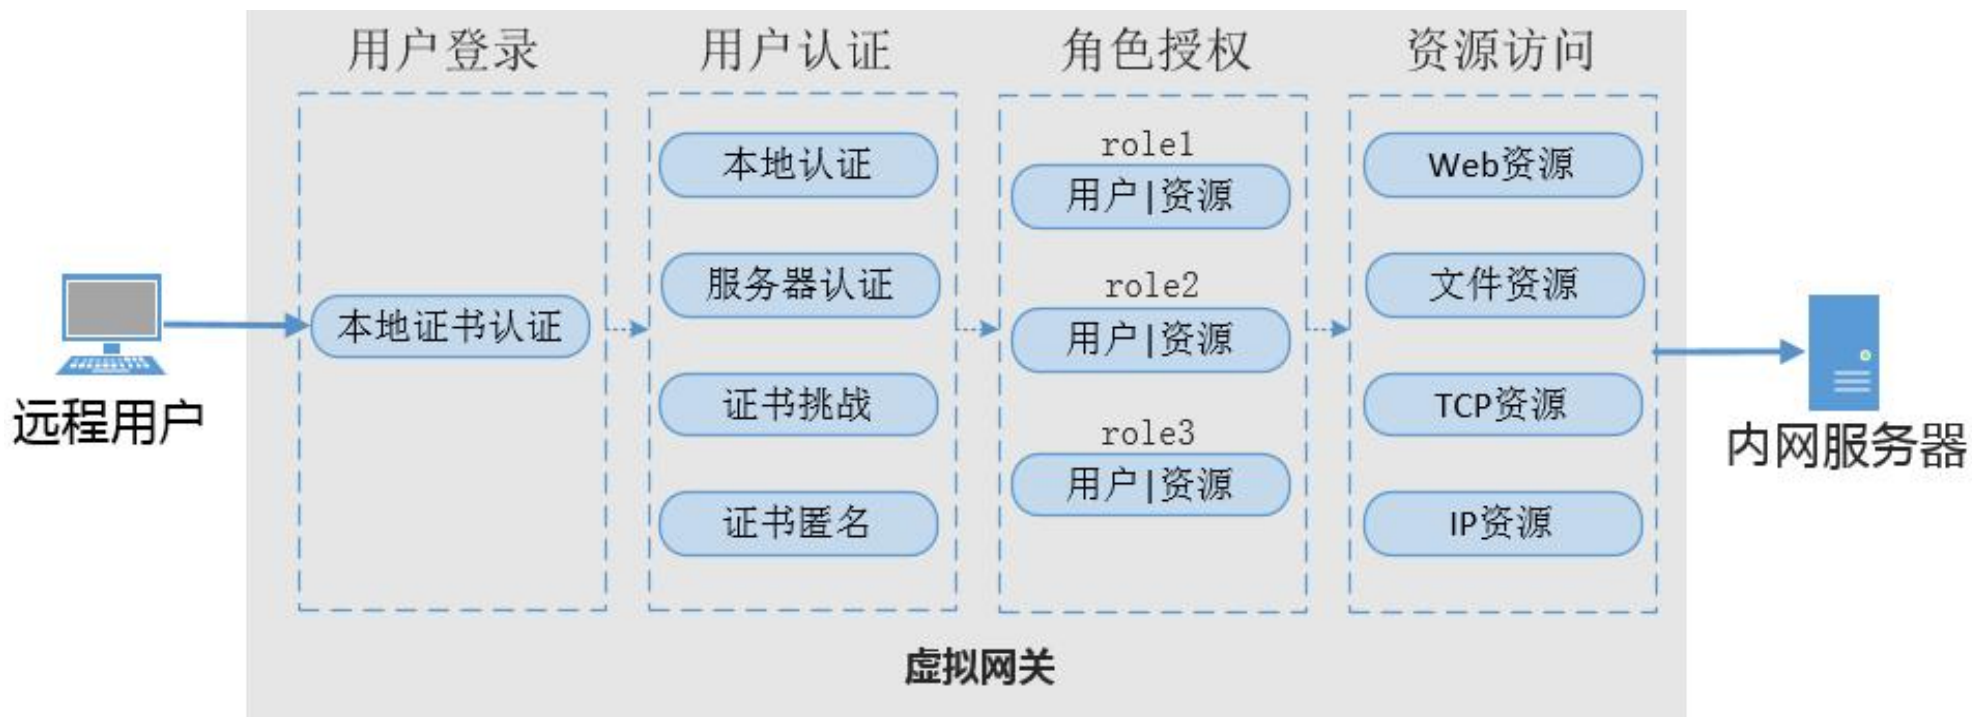 用户登录
用户认证
角色授权
资源访问
远程用户
本地证书认证
本地认证
服务器认证
证书挑战
证书匿名
role1
用户|资源
role2
用户|资源
role3
用户|资源
Web资源
文件资源
TCP资源
IP资源
内网服务器
虚拟网关